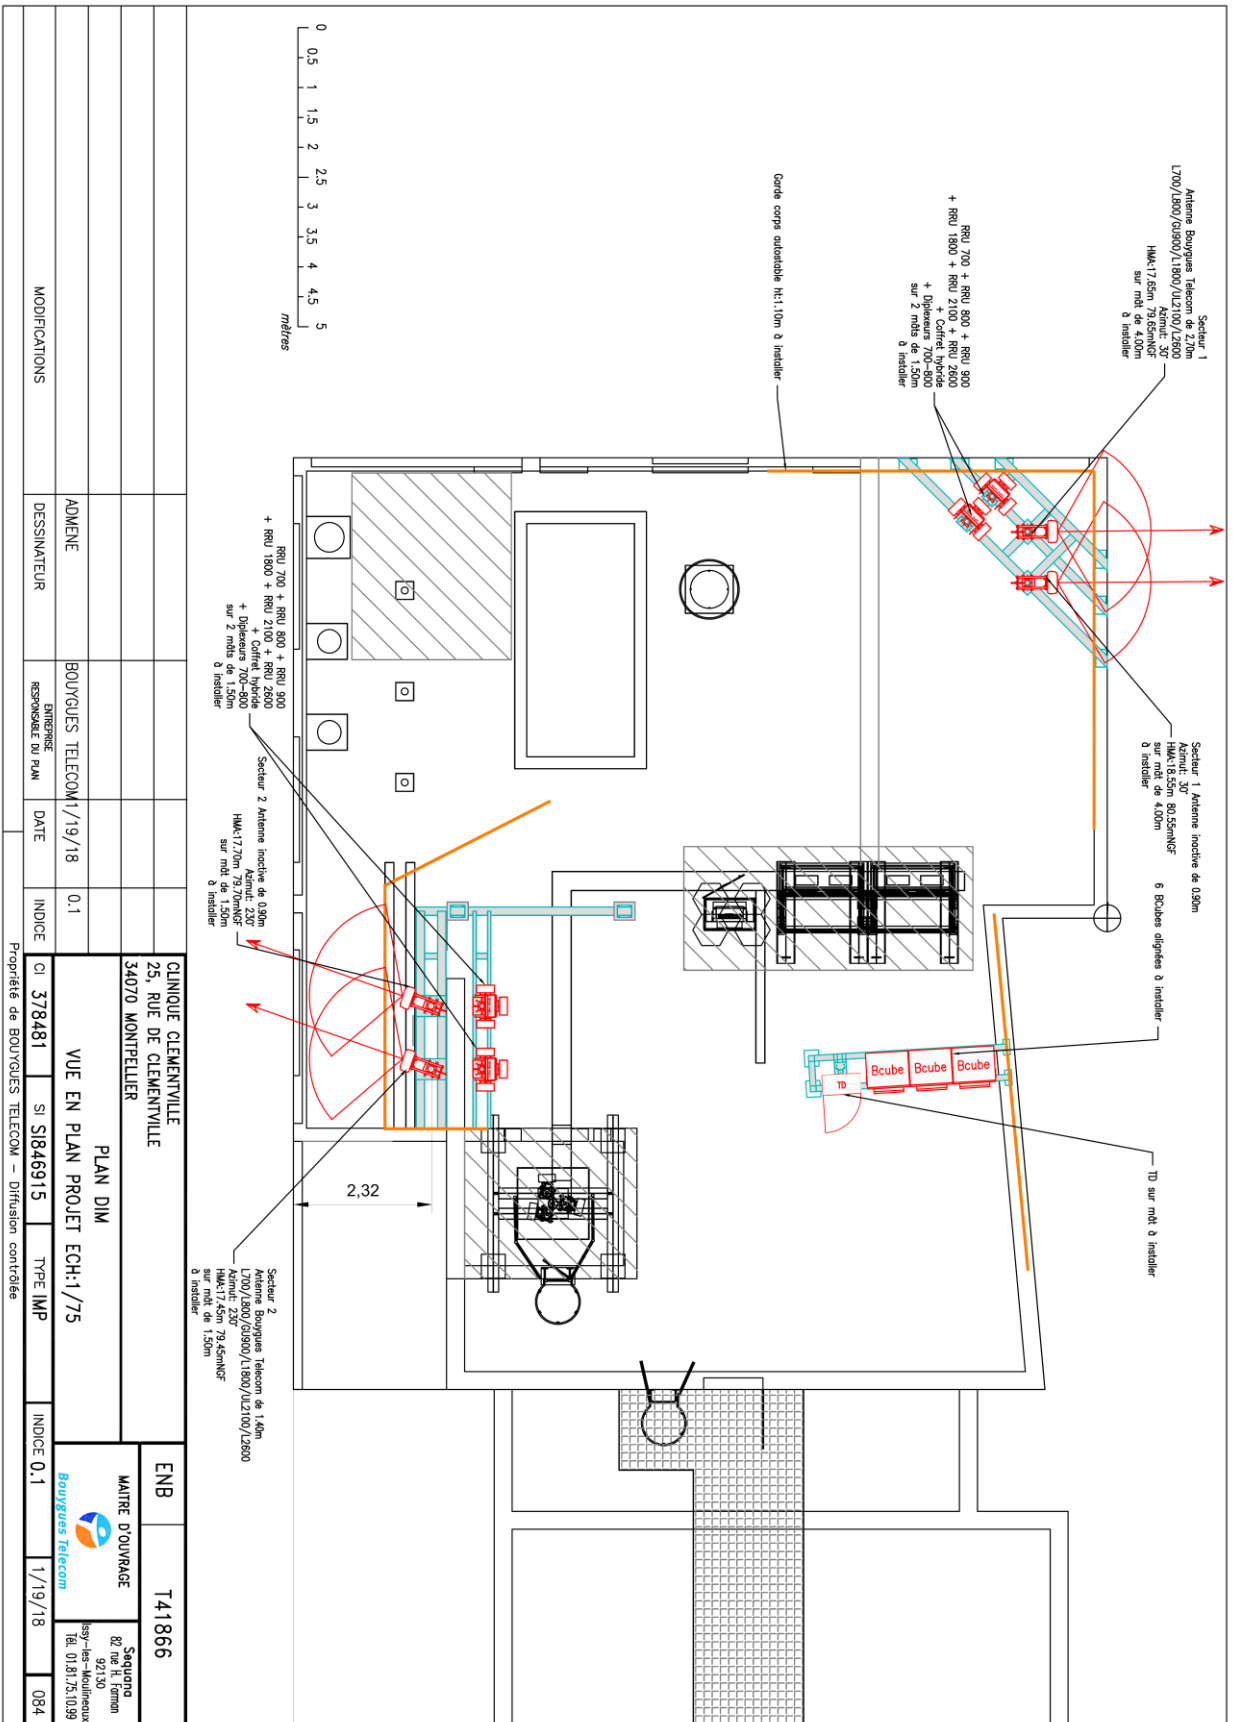 Secteur 1
Antenne Bouygues Telecom de 2,70m
L700/L800/GU900/L1800/UL2100/L2600
Azimut: 30°
HMA:17.65m 79.65mNGF
sur mât de 4.00m
à installer
Secteur 1 Antenne inactive de 0.90m
Azimut: 30°
HMA:18.55m 80.55mNGF
sur mât de 4.00m
à installer
6 BCubes alignées à installer
TD sur mât à installer
RRU 700 + RRU 800 + RRU 900
+ RRU 1800 + RRU 2100 + RRU 2600
+ Coffret hybride
+ Diplexeurs 700-800
sur 2 mâts de 1.50m
à installer
Garde corps autostable ht:1.10m à installer
Bcube
Bcube
Bcube
TD
0 0.5 1 1.5 2 2.5 3 3.5 4 4.5 5
mètres
RRU 700 + RRU 800 + RRU 900
+ RRU 1800 + RRU 2100 + RRU 2600
+ Coffret hybride
+ Diplexeurs 700-800
sur 2 mâts de 1.50m
à installer
Secteur 2 Antenne inactive de 0.90m
Azimut: 230°
HMA:17.70m 79.70mNGF
sur mât de 1.50m
à installer
2,32
Secteur 2
Antenne Bouygues Telecom de 1.40m
L700/L800/GU900/L1800/UL2100/L2600
Azimut: 230°
HMA:17.45m 79.45mNGF
sur mât de 1.50m
à installer
ADMENE
BOUYGUES TELECOM
1/19/18
0.1
MODIFICATIONS
DESSINATEUR
ENTREPRISE
RESPONSABLE DU PLAN
DATE
INDICE
CLINIQUE CLEMENTVILLE
25, RUE DE CLEMENTVILLE
34070 MONTPELLIER
ENB
T41866
PLAN DIM
VUE EN PLAN PROJET ECH:1/75
MAITRE D'OUVRAGE
Bouygues Telecom
Sequana
82 rue H. Farman
92130
Issy-les-Moulineaux
Tél. 01.81.75.10.99
CI 378481
SI SI846915
TYPE IMP
INDICE 0.1
1/19/18
084
Propriété de BOUYGUES TELECOM – Diffusion contrôlée